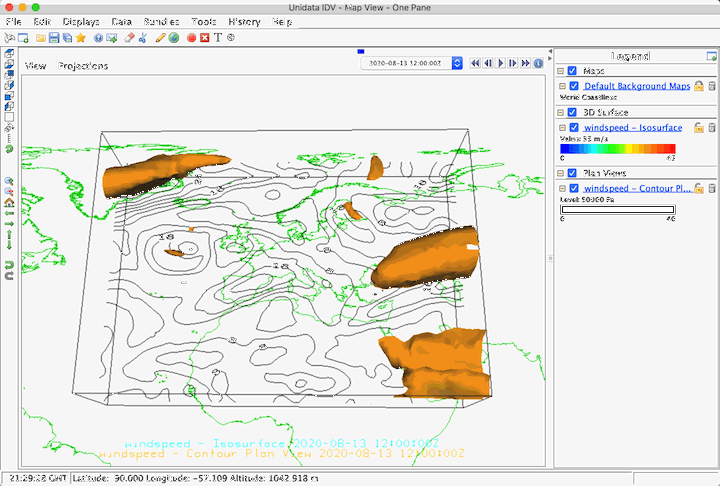 Unidata IDV - Map View - One Pane
File Edit Displays Data Bundles Tools History Help
View Projections
2020-08-13 12:00:00Z
Legend
Maps
Default Background Maps
World Coastlines
3D Surface
windspeed - Isosurface
Value: 35 m/s
0
Plan Views
windspeed - Contour Pl...
Level: 50000 Pa
0
windspeed - Isosurface 2020-08-13 12:00:00Z
windspeed - Contour Plan View 2020-08-13 12:00:00Z
21:29:28 GMT Latitude: 90.000 Longitude: -57.109 Altitude: 1042.918 m